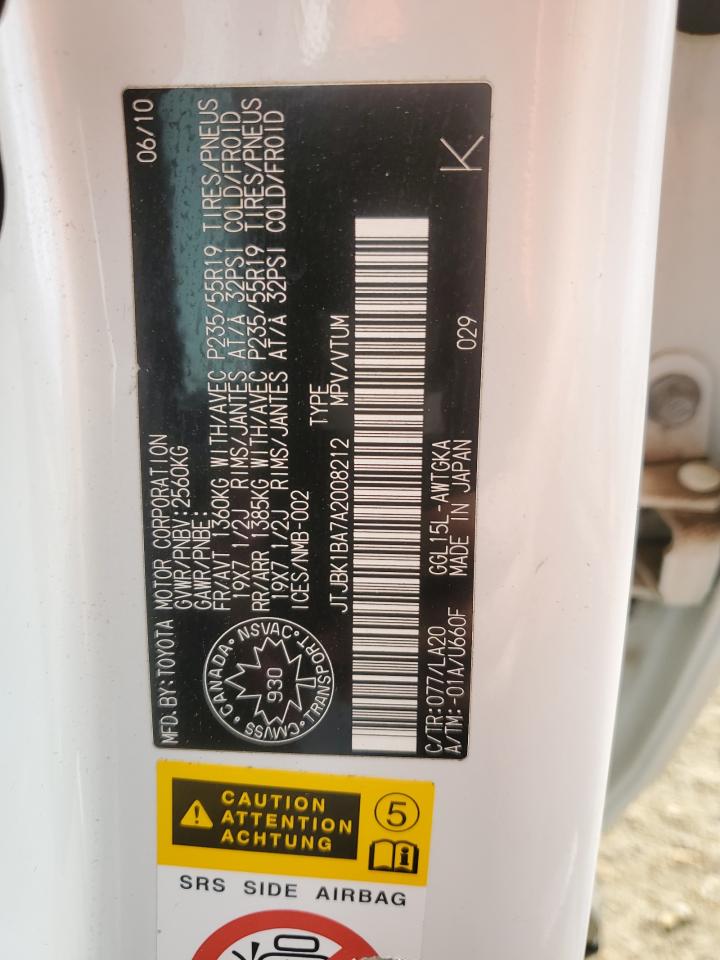 MFD. BY: TOYOTA MOTOR CORPORATION 06/10
GVWR/PNBV: 2560KG
GAWR/PNBE:
FR/AVT 1360KG WITH/AVEC P235/55R19 TIRES/PNEUS
19X7 1/2J RIMS/JANTES AT/À 32PSI COLD/FROID
RR/ARR 1385KG WITH/AVEC P235/55R19 TIRES/PNEUS
19X7 1/2J RIMS/JANTES AT/À 32PSI COLD/FROID
ICES/NMB-002
CANADA • NSVAC • TRANSPORT • CMVSS •
930
TYPE
JTJBK1BA7A2008212 MPV/VTUM
K
C/TR:077/LA20 GGL15L-AWTGKA 029
A/TM:-01A/U660F MADE IN JAPAN
CAUTION
ATTENTION
ACHTUNG
5
SRS SIDE AIRBAG